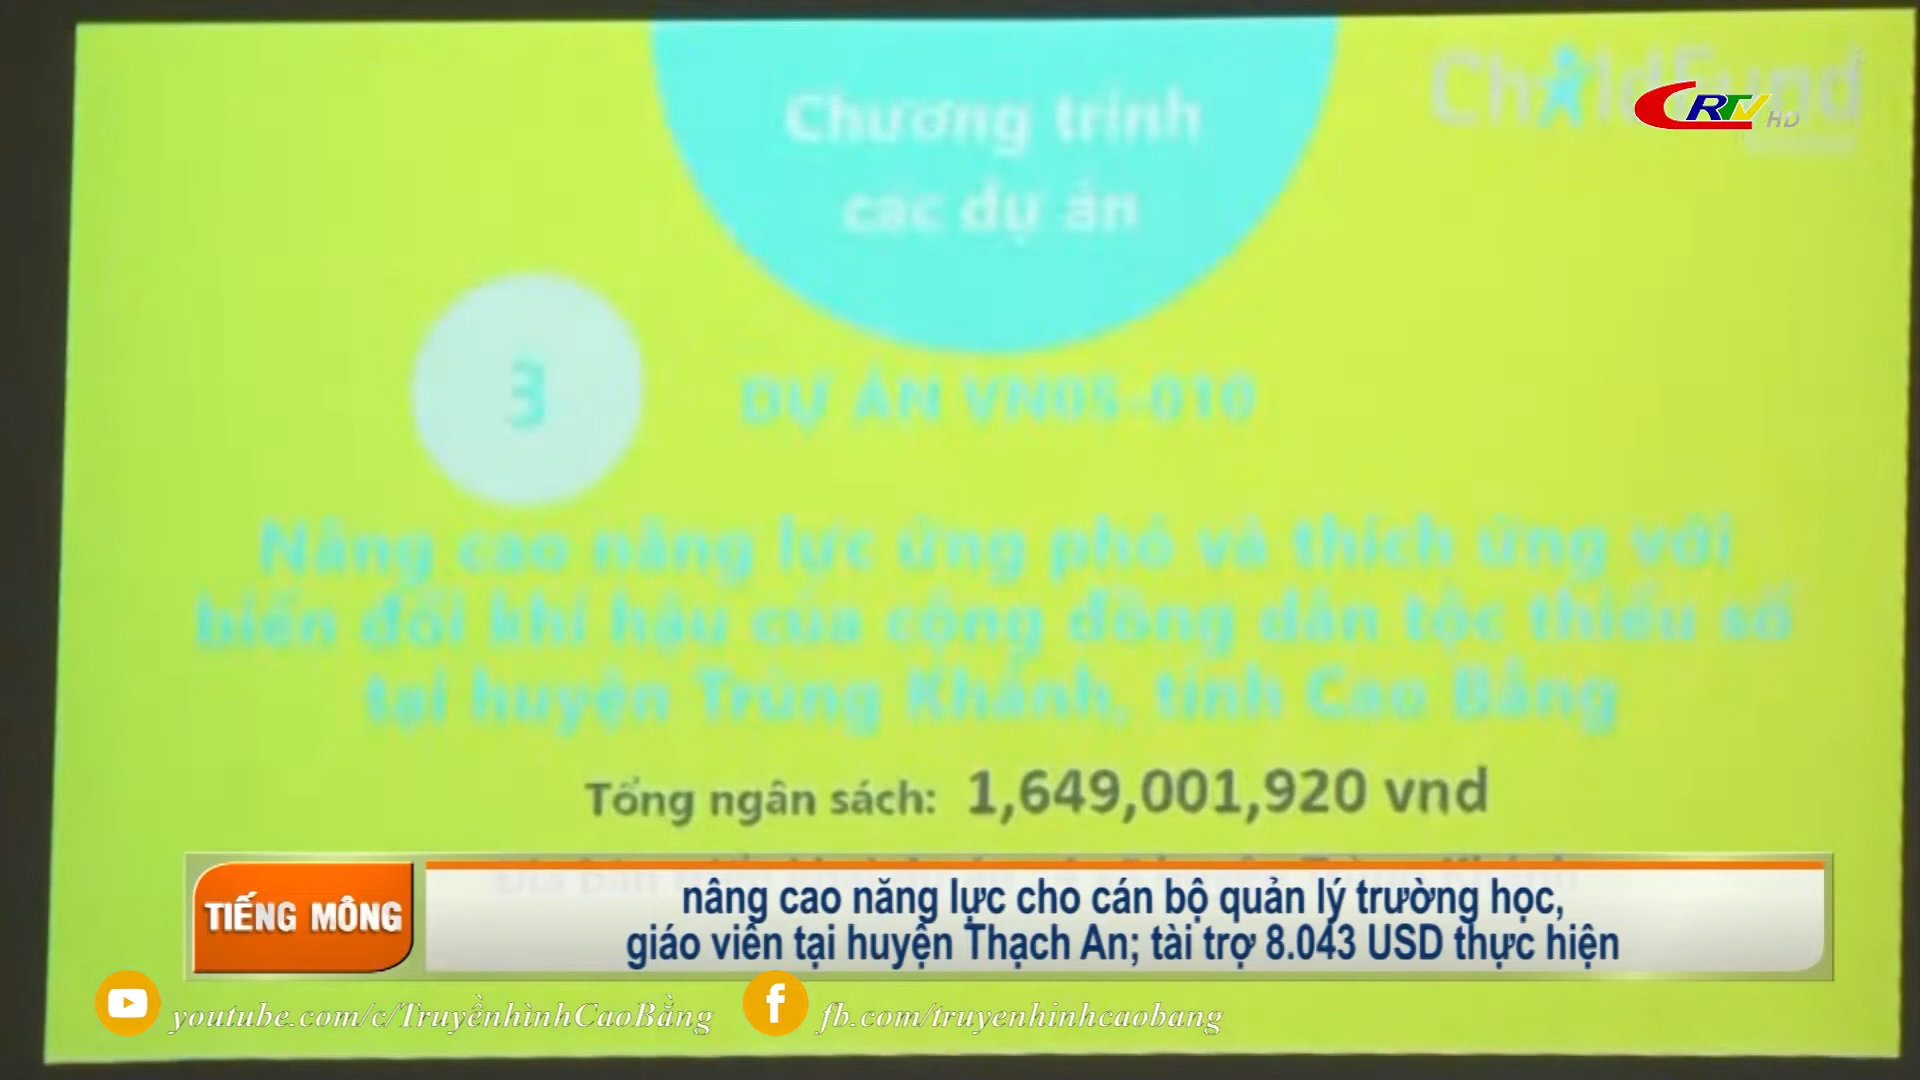 ChildFund
CRTV HD
Chương trình
các dự án
3
DỰ ÁN VN05-010
Nâng cao năng lực ứng phó và thích ứng với
biến đổi khí hậu của cộng đồng dân tộc thiểu số
tại huyện Trùng Khánh, tỉnh Cao Bằng
Tổng ngân sách: 1,649,001,920 vnd
TIẾNG MÔNG
nâng cao năng lực cho cán bộ quản lý trường học,
giáo viên tại huyện Thạch An; tài trợ 8.043 USD thực hiện
youtube.com/c/TruyềnhìnhCaoBằng
fb.com/truyenhinhcaobang